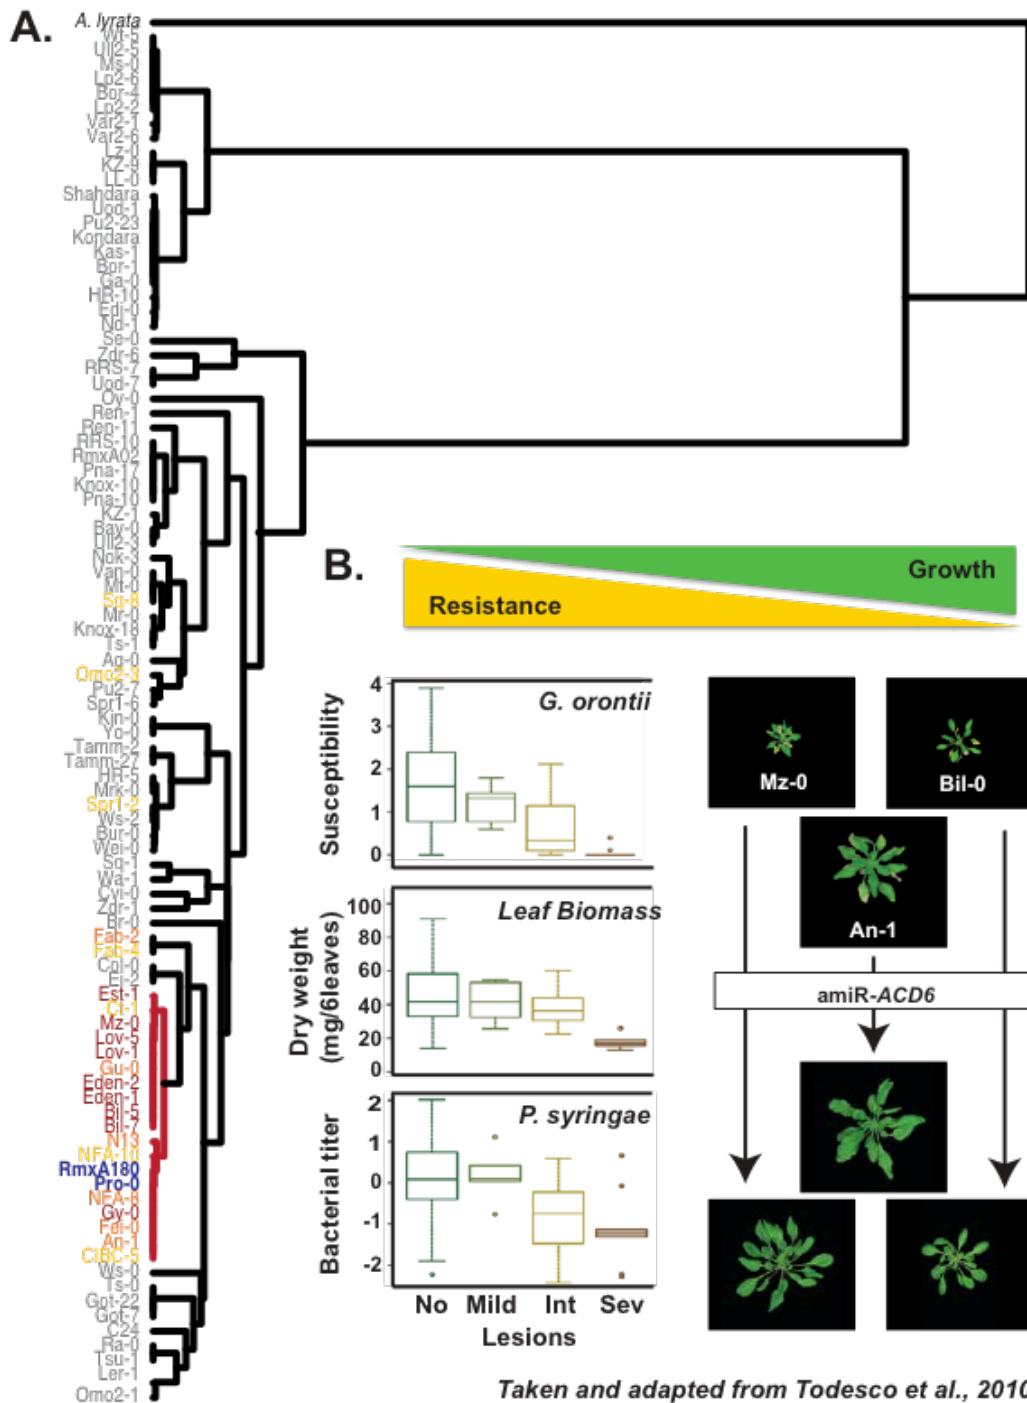 A.
A. lyrata
Wt-5
Ull2-5
Ms-0
Lp2-6
Bor-4
Lp2-2
Var2-1
Var2-6
Lz-0
KZ-9
LL-0
Shahdara
Uod-1
Pu2-23
Kondara
Kas-1
Bor-1
Ga-0
HR-10
Edi-0
Nd-1
Se-0
Zdr-6
RRS-7
Uod-7
Oy-0
Ren-1
Ren-11
RRS-10
RmxA02
Pna-17
Knox-10
Pna-10
KZ-1
Bay-0
Ull2-3
Nok-3
Van-0
Mt-0
Sq-8
Mr-0
Knox-18
Ts-1
Ag-0
Omo2-3
Pu2-7
Spr1-6
Kin-0
Yo-0
Tamm-2
Tamm-27
HR-5
Mrk-0
Spr1-2
Ws-2
Bur-0
Wei-0
Sq-1
Wa-1
Cvi-0
Zdr-1
Br-0
Fab-2
Fab-4
Col-0
Ei-2
Est-1
Ct-1
Mz-0
Lov-5
Lov-1
Gu-0
Eden-2
Eden-1
Bil-5
Bil-7
N13
NFA-10
RmxA180
Pro-0
NFA-8
Gy-0
Fei-0
An-1
CIBC-5
Ws-0
Ts-0
Got-22
Got-7
C24
Ra-0
Tsu-1
Ler-1
Omo2-1
B.
Growth
Resistance
Susceptibility
4
3
2
1
0
G. orontii
Dry weight
(mg/6leaves)
100
80
60
40
20
0
Leaf Biomass
Bacterial titer
2
1
0
-1
-2
P. syringae
No Mild Int Sev
Lesions
Mz-0
Bil-0
An-1
amiR-ACD6
Taken and adapted from Todesco et al., 2010